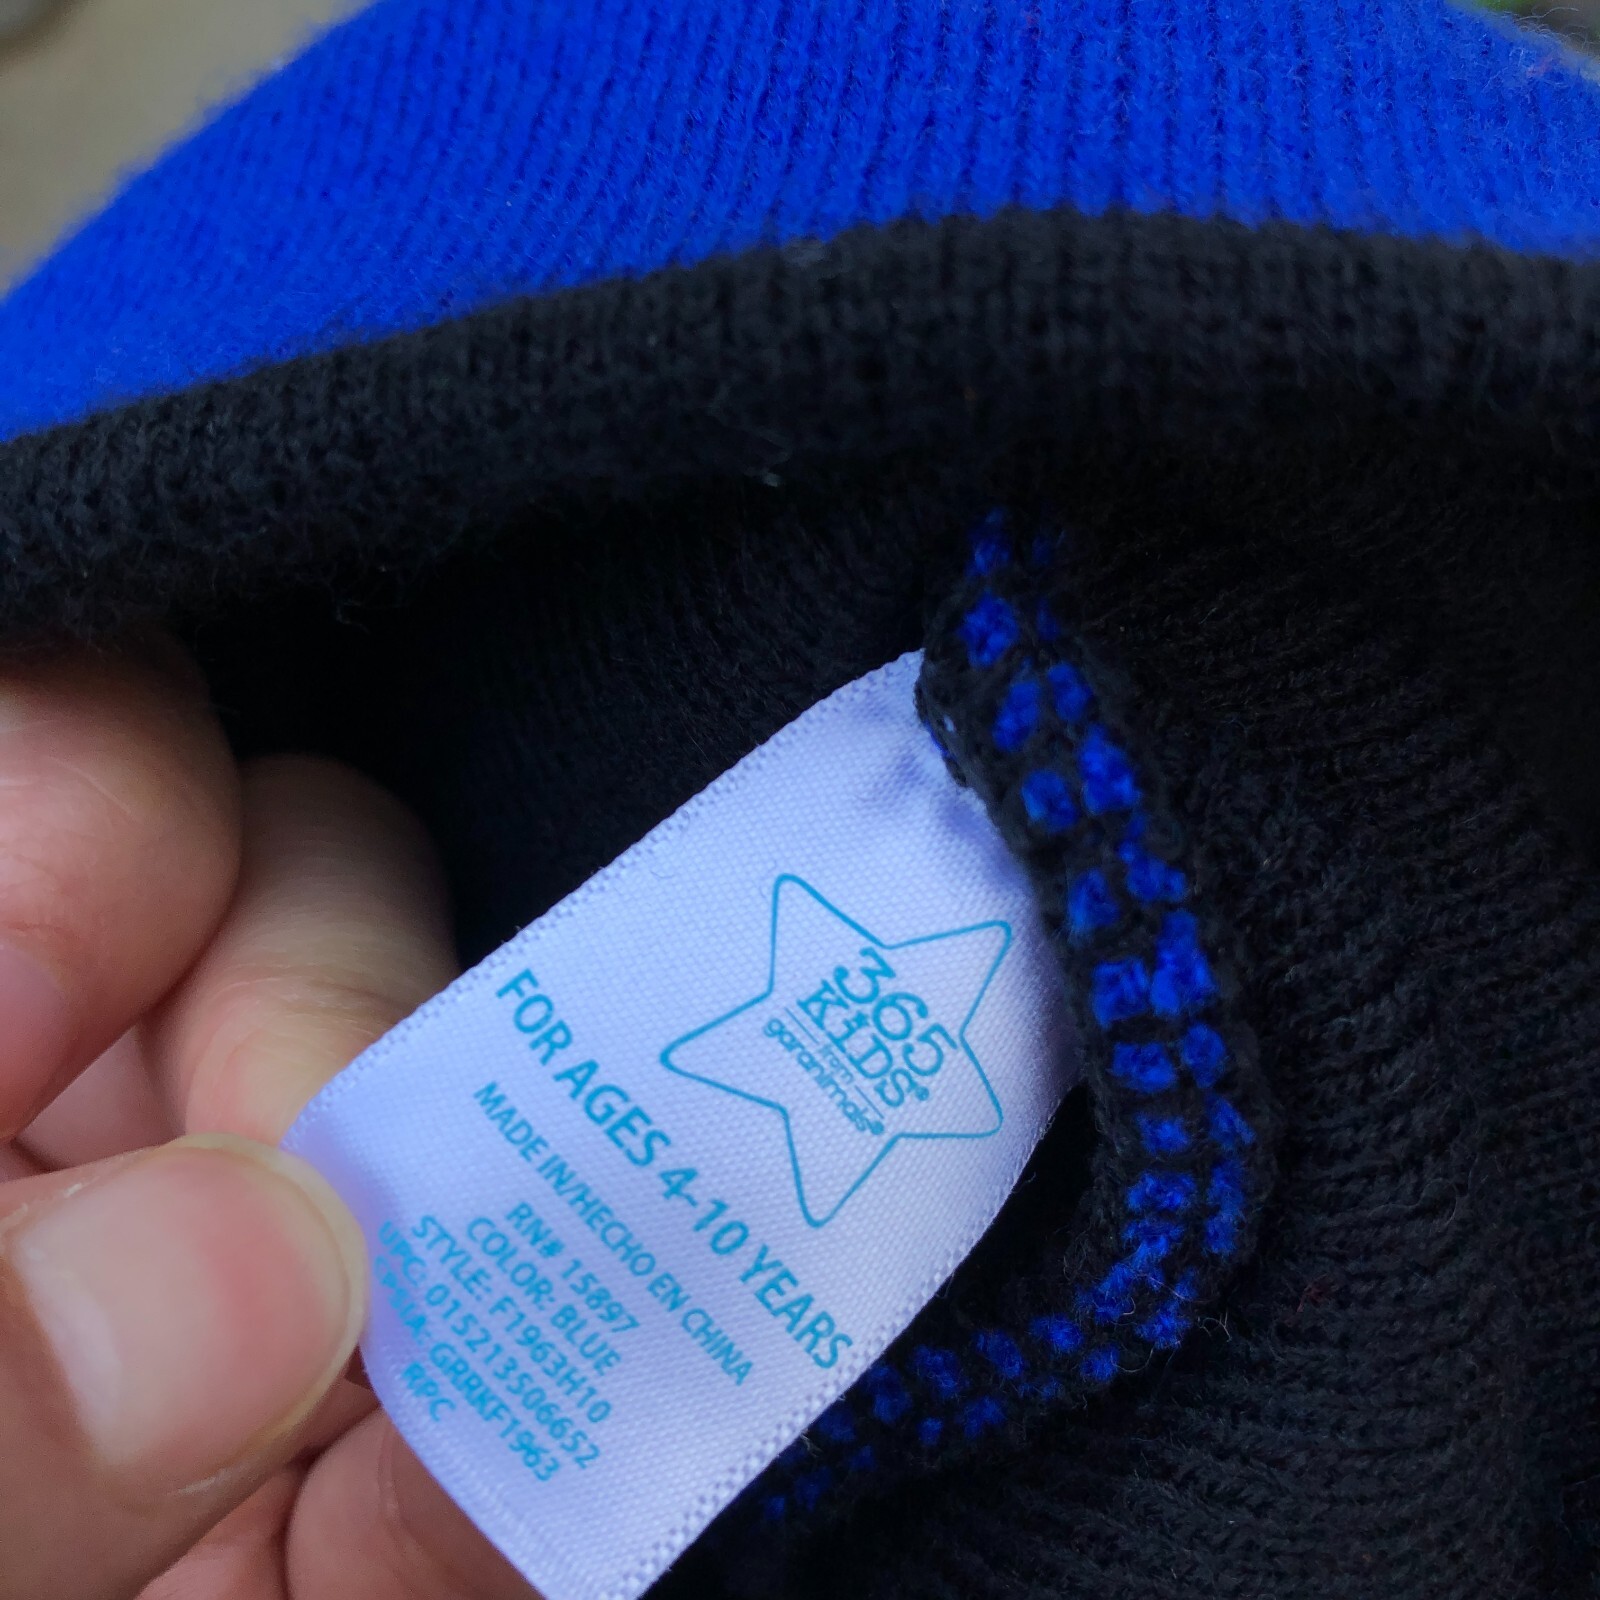 365
KiDS®
from
garanimals®
FOR AGES 4-10 YEARS
MADE IN/HECHO EN CHINA
RN# 15897
COLOR: BLUE
STYLE: F1963H10
UPC: 015213506652
CPSIA: GRRKF1963
RPC